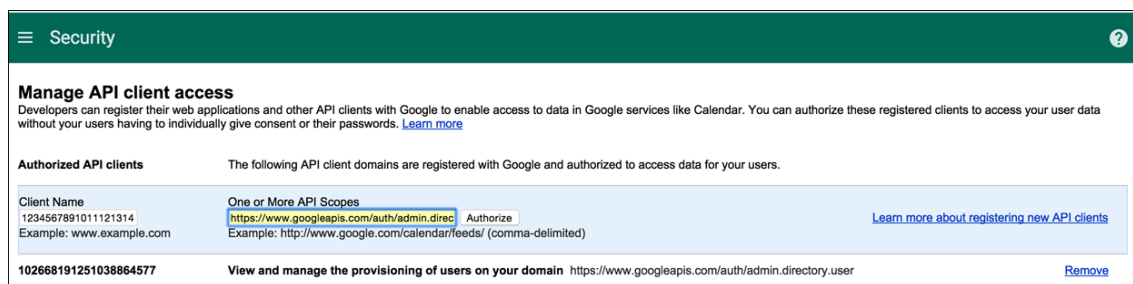 Security
Manage API client access
Developers can register their web applications and other API clients with Google to enable access to data in Google services like Calendar. You can authorize these registered clients to access your user data
without your users having to individually give consent or their passwords. Learn more
Authorized API clients The following API client domains are registered with Google and authorized to access data for your users.
Client Name One or More API Scopes
1234567891011121314 https://www.googleapis.com/auth/admin.direc Authorize Learn more about registering new API clients
Example: www.example.com Example: http://www.google.com/calendar/feeds/ (comma-delimited)
102668191251038864577 View and manage the provisioning of users on your domain https://www.googleapis.com/auth/admin.directory.user Remove